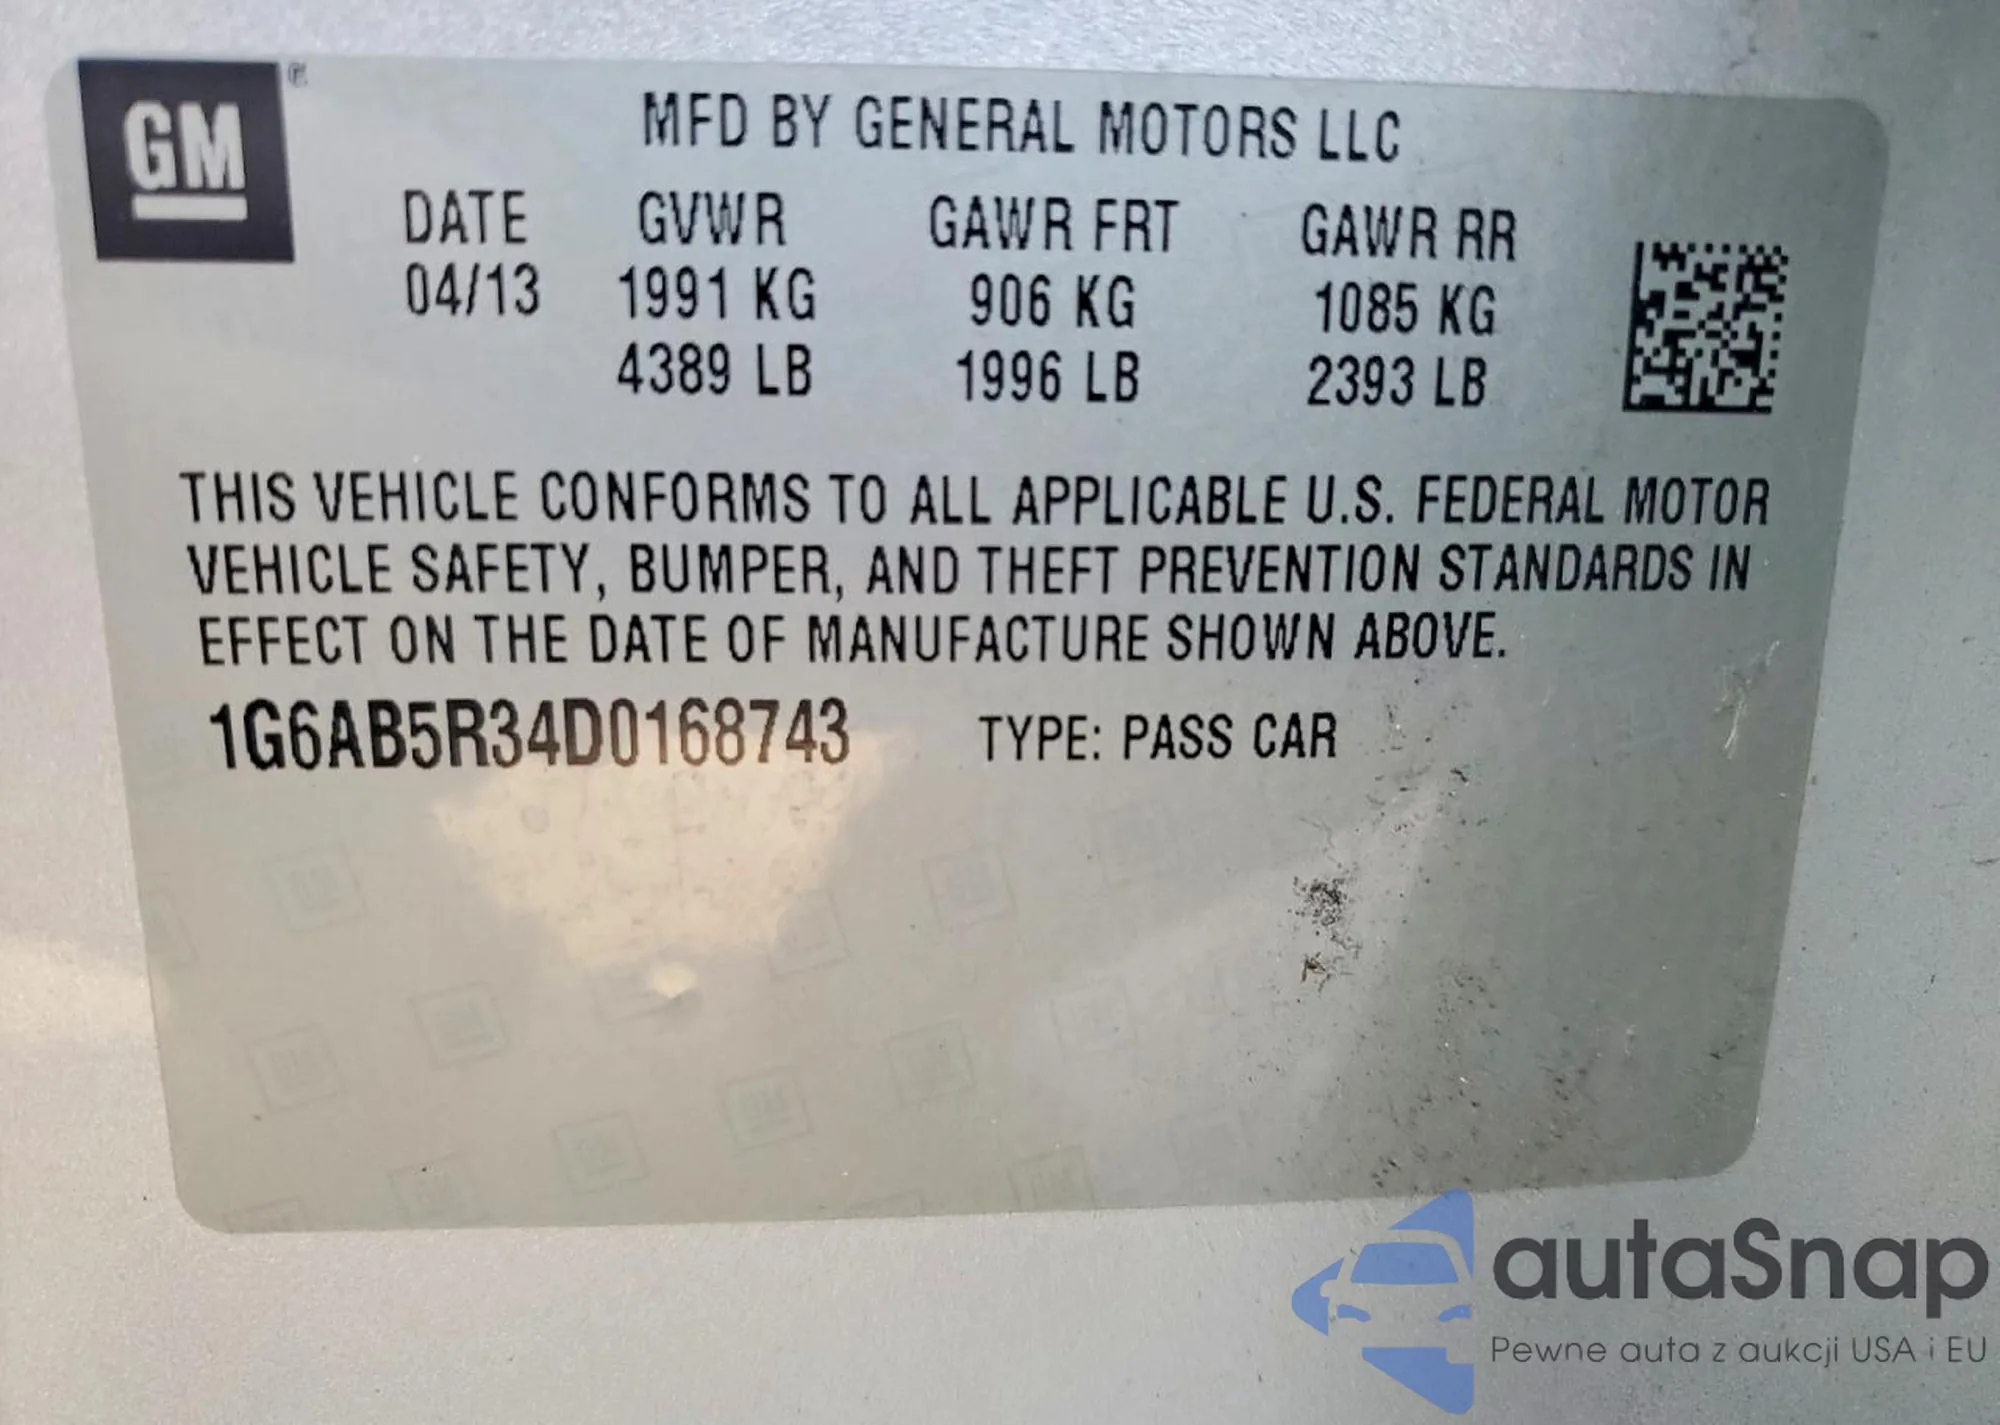 GM
MFD BY GENERAL MOTORS LLC
DATE GVWR GAWR FRT GAWR RR
04/13 1991 KG 906 KG 1085 KG
4389 LB 1996 LB 2393 LB
THIS VEHICLE CONFORMS TO ALL APPLICABLE U.S. FEDERAL MOTOR
VEHICLE SAFETY, BUMPER, AND THEFT PREVENTION STANDARDS IN
EFFECT ON THE DATE OF MANUFACTURE SHOWN ABOVE.
1G6AB5R34D0168743 TYPE: PASS CAR
autaSnap
Pewne auta z aukcji USA i EU